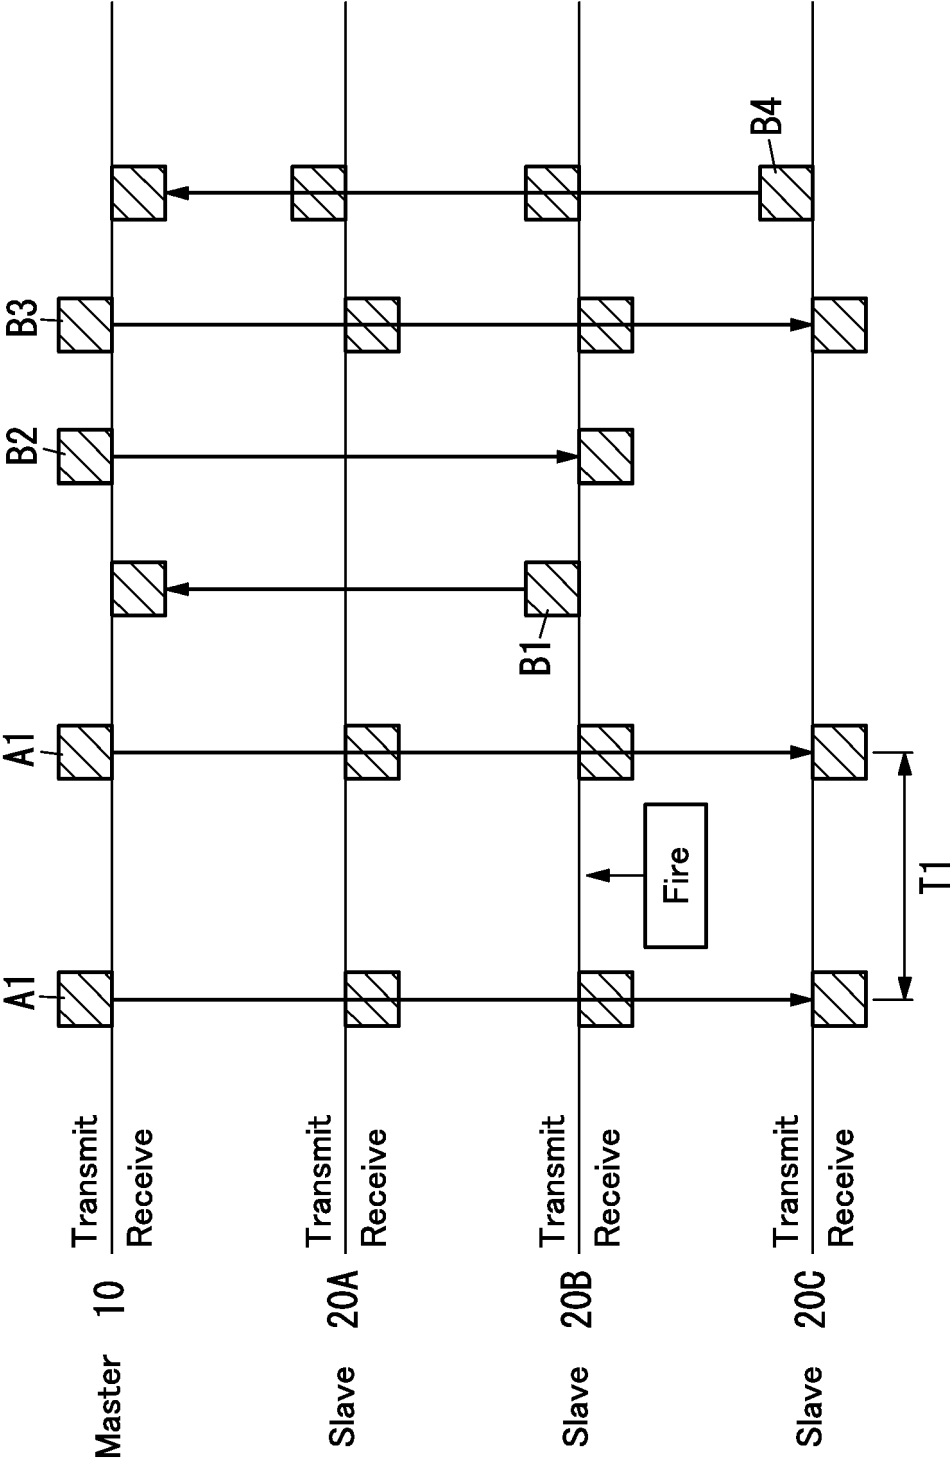 A1
A1
B2
B3
Master 10 Transmit
Receive
Slave 20A Transmit
Receive
B1
Slave 20B Transmit
Receive
Fire
B4
Slave 20C Transmit
Receive
T1